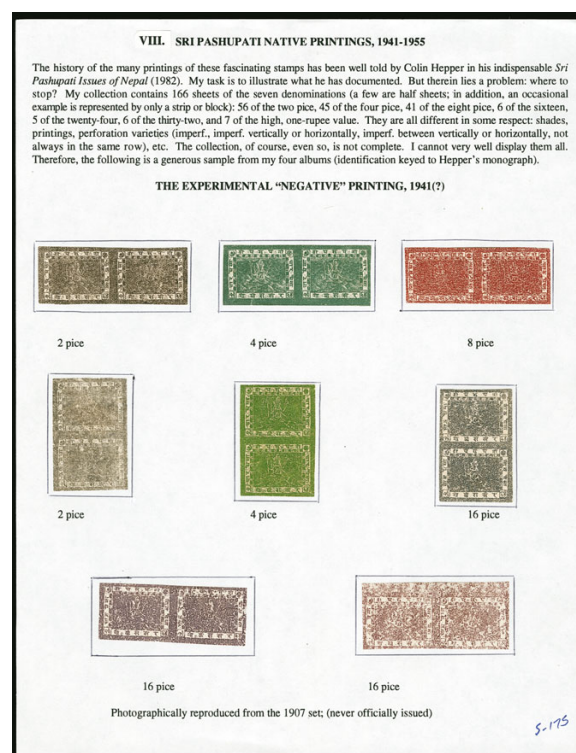 VIII. SRI PASHUPATI NATIVE PRINTINGS, 1941-1955
The history of the many printings of these fascinating stamps has been well told by Colin Hepper in his indispensable Sri
Pashupati Issues of Nepal (1982). My task is to illustrate what he has documented. But therein lies a problem: where to
stop? My collection contains 166 sheets of the seven denominations (a few are half sheets; in addition, an occasional
example is represented by only a strip or block): 56 of the two pice, 45 of the four pice, 41 of the eight pice, 6 of the sixteen,
5 of the twenty-four, 6 of the thirty-two, and 7 of the high, one-rupee value. They are all different in some respect: shades,
printings, perforation varieties (imperf., imperf. vertically or horizontally, imperf. between vertically or horizontally, not
always in the same row), etc. The collection, of course, even so, is not complete. I cannot very well display them all.
Therefore, the following is a generous sample from my four albums (identification keyed to Hepper's monograph).
THE EXPERIMENTAL “NEGATIVE” PRINTING, 1941(?)
2 pice
4 pice
8 pice
2 pice
4 pice
16 pice
16 pice
16 pice
Photographically reproduced from the 1907 set; (never officially issued)
5-175